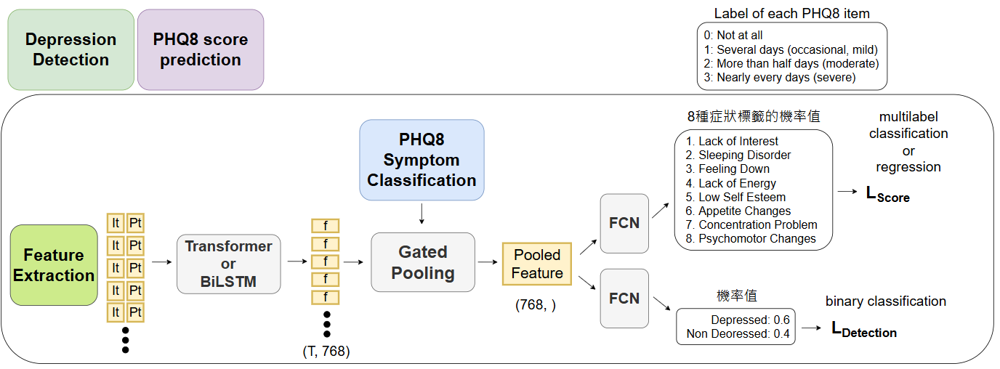 Depression
Detection
PHQ8 score
prediction
Label of each PHQ8 item
0: Not at all
1: Several days (occasional, mild)
2: More than half days (moderate)
3: Nearly every days (severe)
Feature
Extraction
It Pt
It Pt
It Pt
It Pt
It Pt
Transformer
or
BiLSTM
f
f
f
f
f
(T, 768)
PHQ8
Symptom
Classification
Gated
Pooling
Pooled
Feature
(768, )
FCN
FCN
8種症狀標籤的機率值
1. Lack of Interest
2. Sleeping Disorder
3. Feeling Down
4. Lack of Energy
5. Low Self Esteem
6. Appetite Changes
7. Concentration Problem
8. Psychomotor Changes
multilabel
classification
or
regression
LScore
機率值
Depressed: 0.6
Non Deoressed: 0.4
binary classification
LDetection